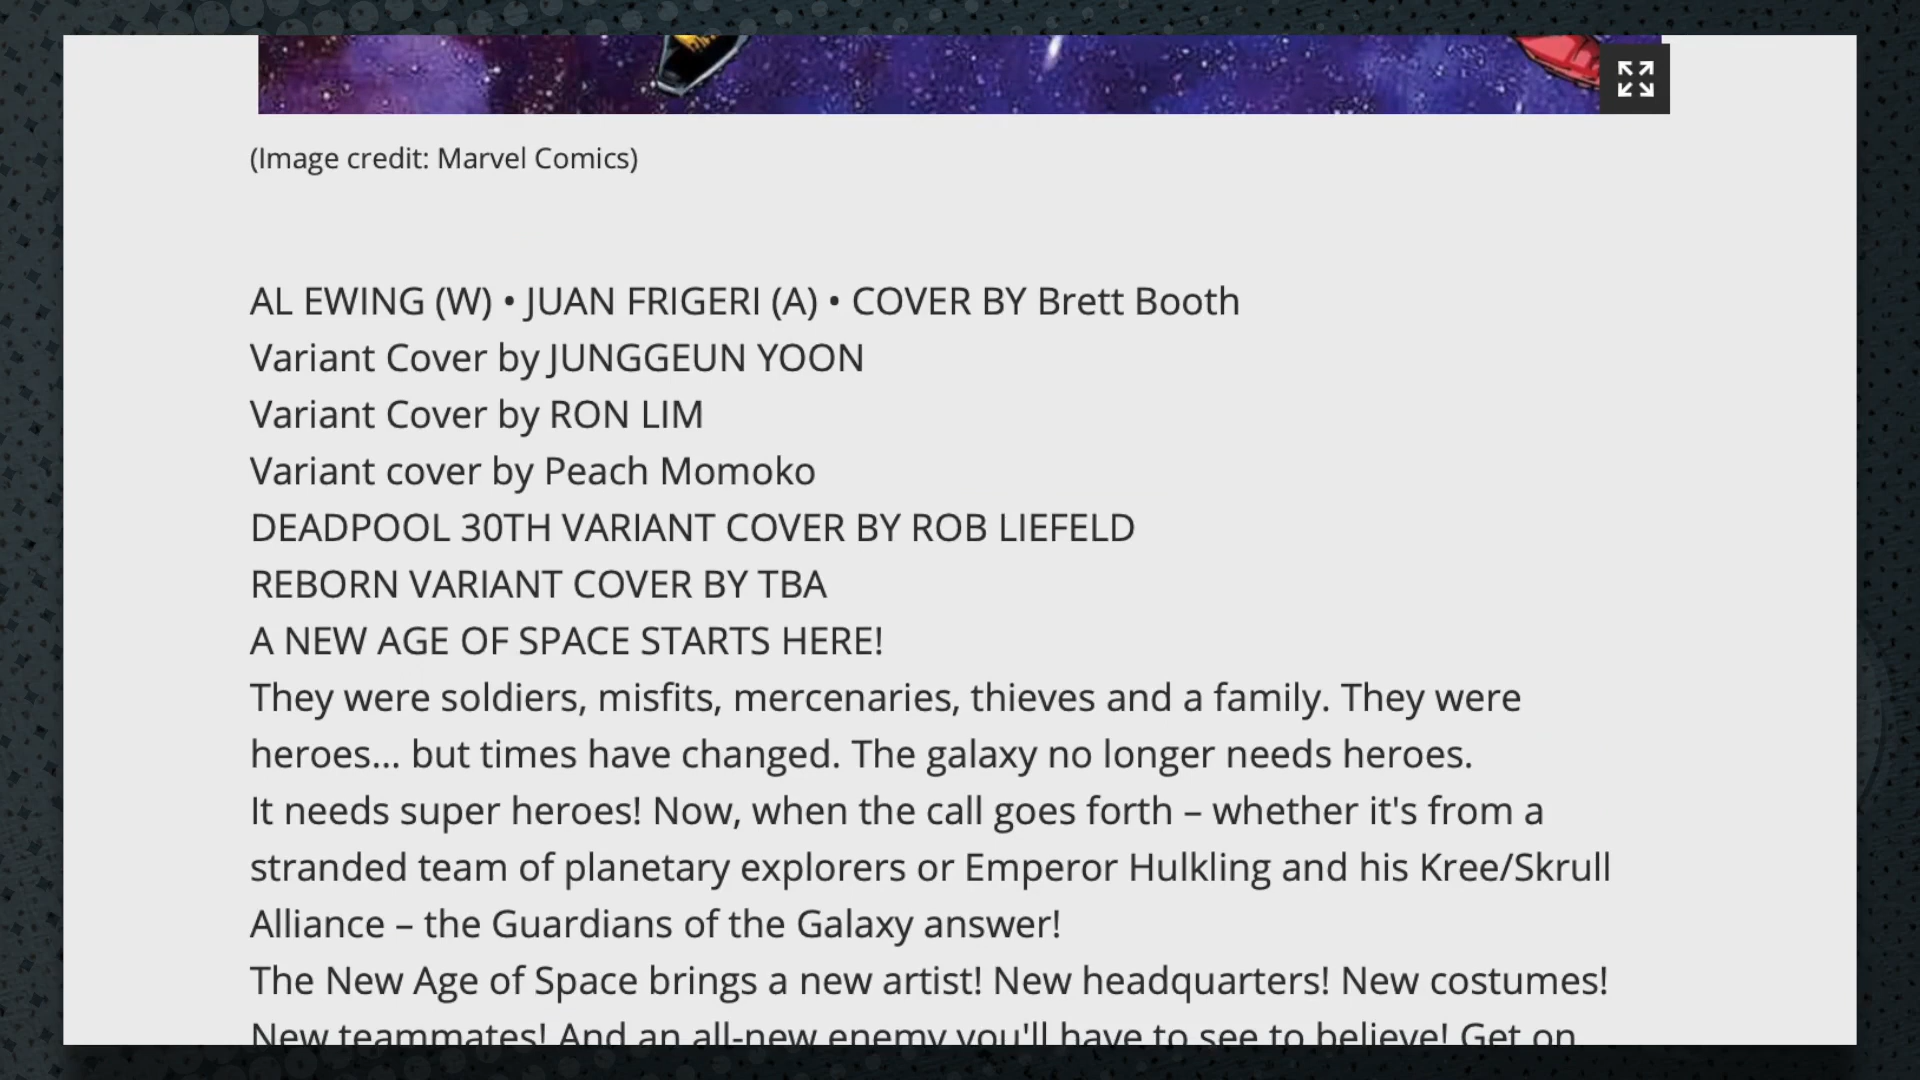 (Image credit: Marvel Comics)
AL EWING (W) • JUAN FRIGERI (A) • COVER BY Brett Booth
Variant Cover by JUNGGEUN YOON
Variant Cover by RON LIM
Variant cover by Peach Momoko
DEADPOOL 30TH VARIANT COVER BY ROB LIEFELD
REBORN VARIANT COVER BY TBA
A NEW AGE OF SPACE STARTS HERE!
They were soldiers, misfits, mercenaries, thieves and a family. They were
heroes... but times have changed. The galaxy no longer needs heroes.
It needs super heroes! Now, when the call goes forth – whether it's from a
stranded team of planetary explorers or Emperor Hulkling and his Kree/Skrull
Alliance – the Guardians of the Galaxy answer!
The New Age of Space brings a new artist! New headquarters! New costumes!
New teammates! And an all-new enemy you'll have to see to believe! Get on